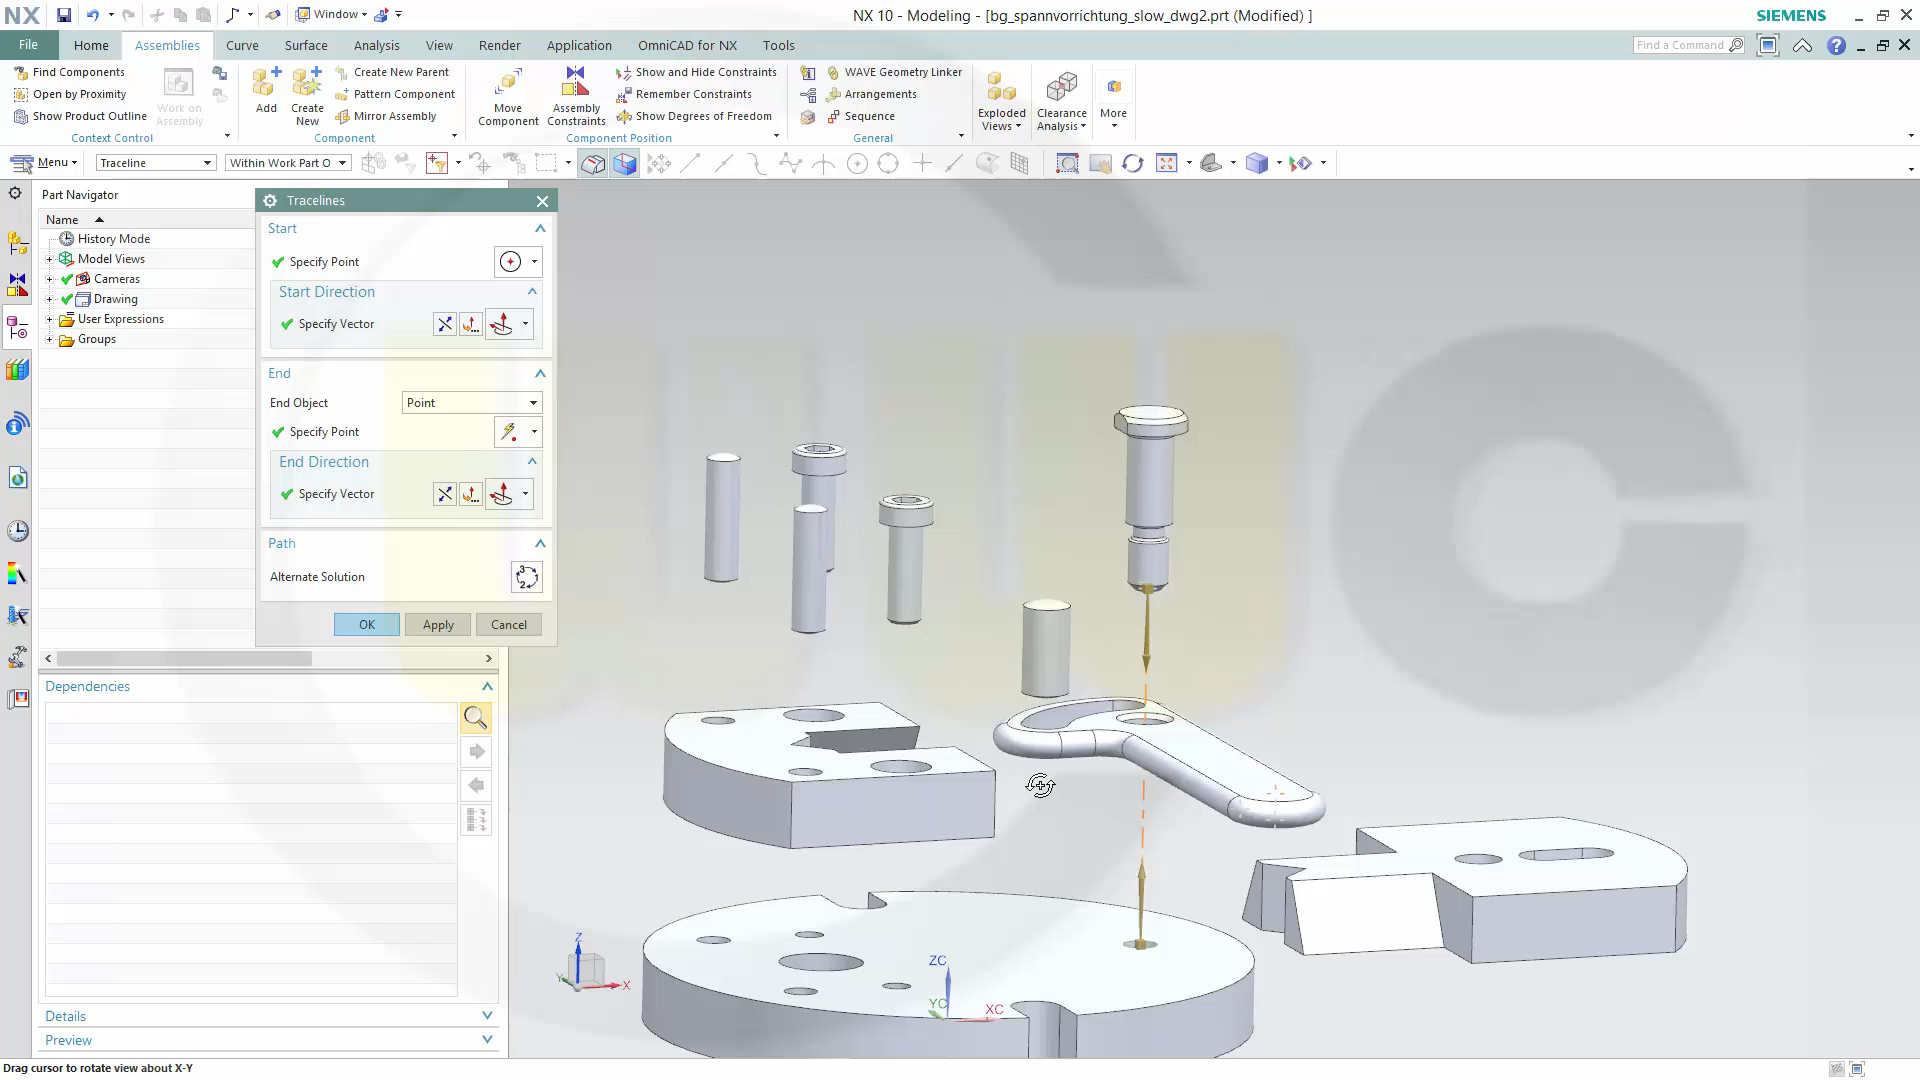 NX
Window
NX 10 - Modeling - [bg_spannvorrichtung_slow_dwg2.prt (Modified) ]
SIEMENS
File Home Assemblies Curve Surface Analysis View Render Application OmniCAD for NX Tools
Find a Command
Find Components
Open by Proximity
Show Product Outline
Context Control
Work on Assembly
Add
Create New
Create New Parent
Pattern Component
Mirror Assembly
Component
Move Component
Assembly Constraints
Show and Hide Constraints
Remember Constraints
Show Degrees of Freedom
Component Position
WAVE Geometry Linker
Arrangements
Sequence
General
Exploded Views
Clearance Analysis
More
Menu
Traceline
Within Work Part O
Part Navigator
Name
History Mode
Model Views
Cameras
Drawing
User Expressions
Groups
Tracelines
Start
Specify Point
Start Direction
Specify Vector
End
End Object
Point
Specify Point
End Direction
Specify Vector
Path
Alternate Solution
OK
Apply
Cancel
Dependencies
Details
Preview
Z
Y
X
ZC
YC
XC
Drag cursor to rotate view about X-Y